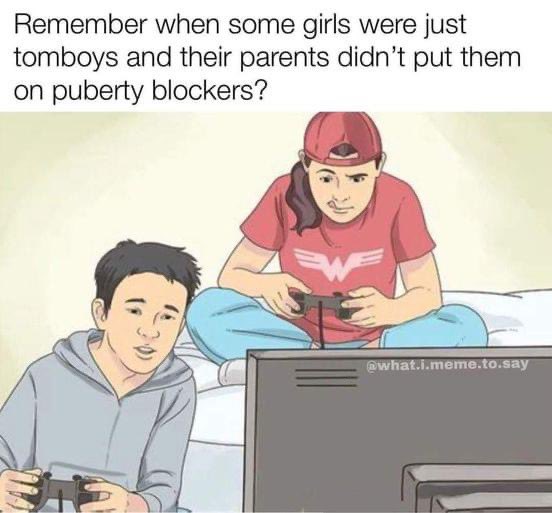 Remember when some girls were just
tomboys and their parents didn’t put them
on puberty blockers?
W
@what.i.meme.to.say